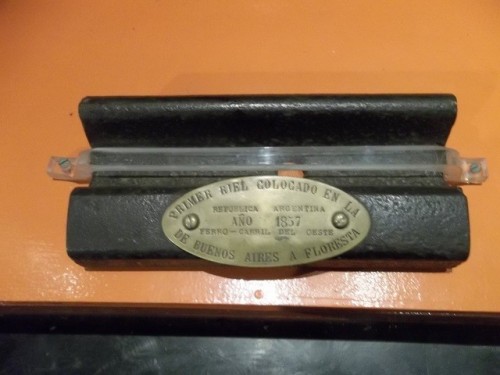 PRIMER RIEL COLOCADO EN LA
REPUBLICA ARGENTINA
AÑO 1857
FERRO-CARRIL DEL OESTE
DE BUENOS AIRES A FLORESTA